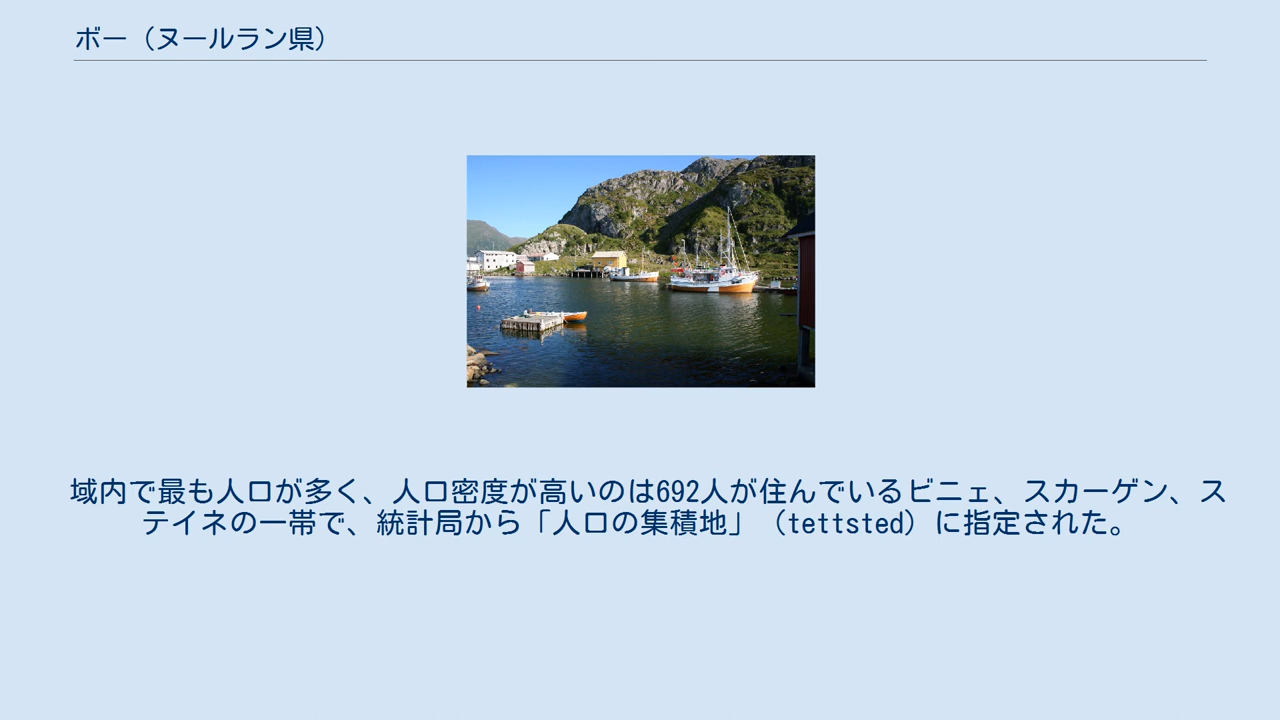 ボー（ヌールラン県）
域内で最も人口が多く、人口密度が高いのは692人が住んでいるビニェ、スカーゲン、ス
テイネの一帯で、統計局から「人口の集積地」（tettsted）に指定された。